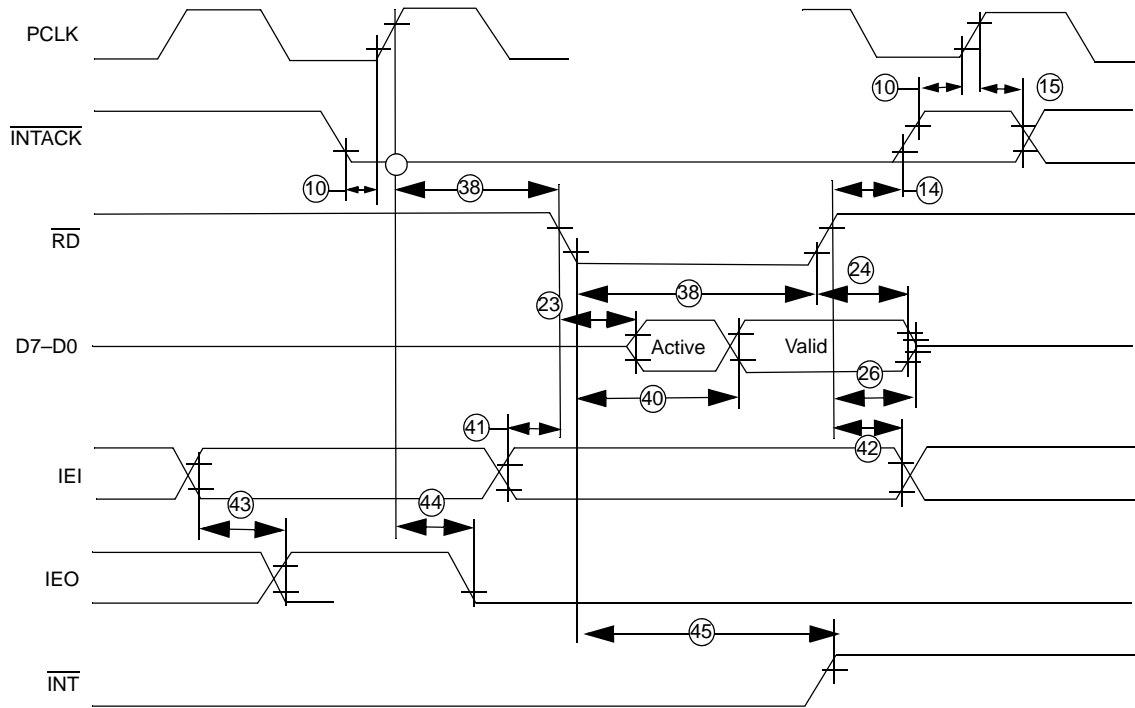 PCLK
10
15
INTACK
10
38
14
RD
24
38
23
D7–D0
Active
Valid
26
40
41
42
IEI
43
44
IEO
45
INT